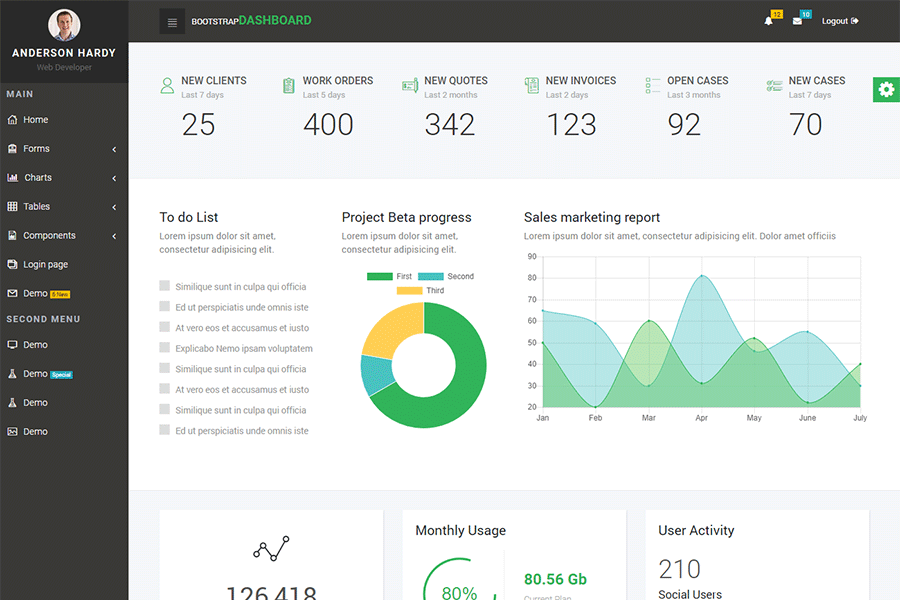 ANDERSON HARDY
Web Developer
MAIN
Home
Forms
Charts
Tables
Components
Login page
Demo 5 New
SECOND MENU
Demo
Demo Special
Demo
Demo
BOOTSTRAPDASHBOARD
12
10
Logout
NEW CLIENTS
Last 7 days
25
WORK ORDERS
Last 5 days
400
NEW QUOTES
Last 2 months
342
NEW INVOICES
Last 2 days
123
OPEN CASES
Last 3 months
92
NEW CASES
Last 7 days
70
To do List
Lorem ipsum dolor sit amet,
consectetur adipisicing elit.
Similique sunt in culpa qui officia
Ed ut perspiciatis unde omnis iste
At vero eos et accusamus et iusto
Explicabo Nemo ipsam voluptatem
Similique sunt in culpa qui officia
At vero eos et accusamus et iusto
Similique sunt in culpa qui officia
Ed ut perspiciatis unde omnis iste
Project Beta progress
Lorem ipsum dolor sit amet,
consectetur adipisicing elit.
First Second
Third
Sales marketing report
Lorem ipsum dolor sit amet, consectetur adipisicing elit. Dolor amet officiis
90
80
70
60
50
40
30
20
Jan Feb Mar Apr May June July
126,418
Monthly Usage
80%
80.56 Gb
Current Plan
User Activity
210
Social Users